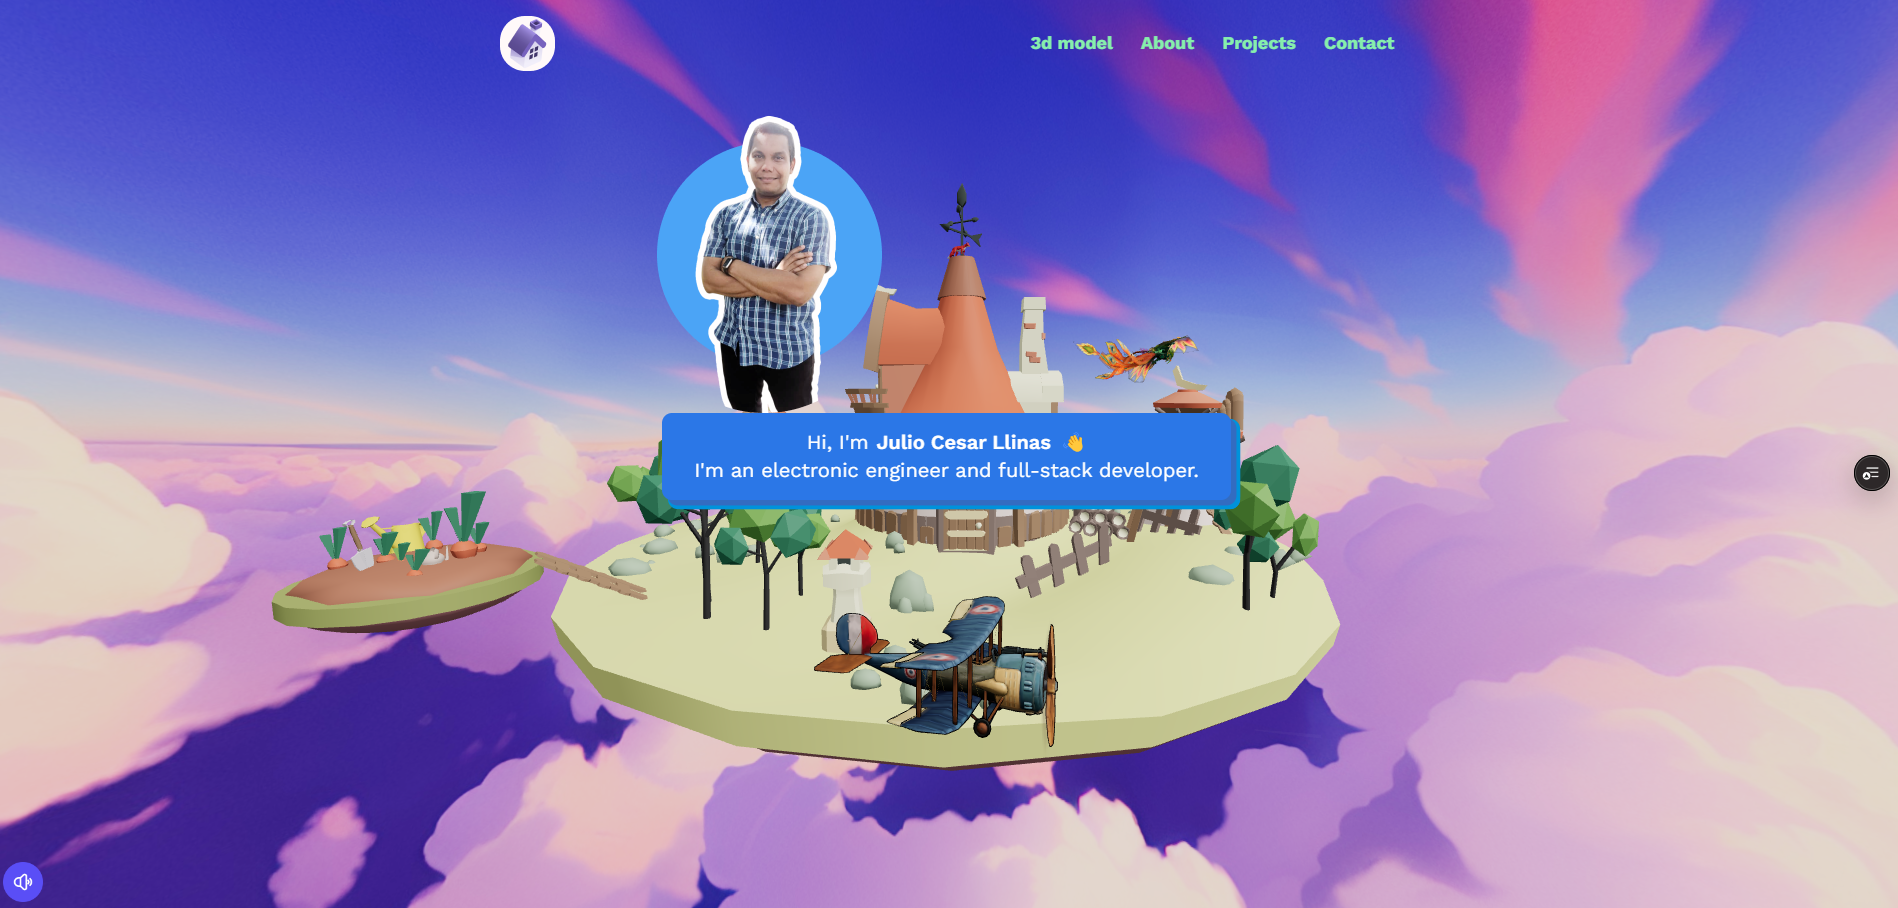 3d model About Projects Contact
Hi, I'm Julio Cesar Llinas 👋
I'm an electronic engineer and full-stack developer.